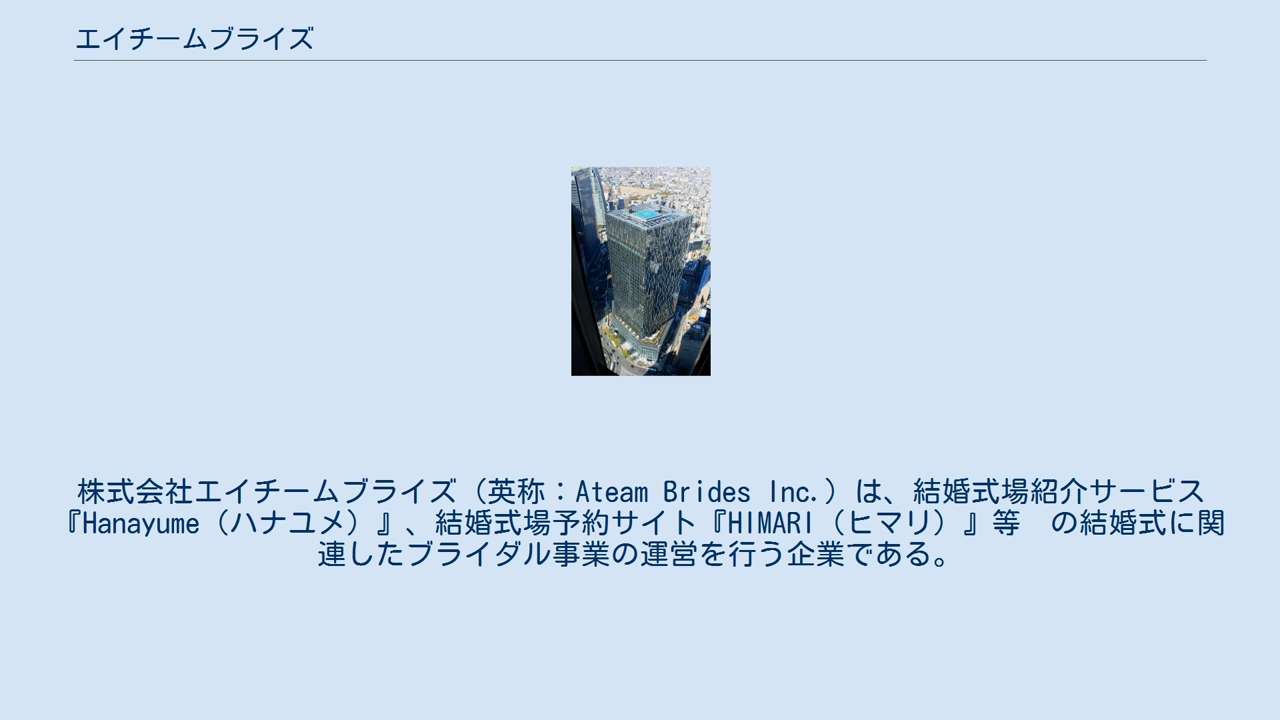 エイチームブライズ
株式会社エイチームブライズ（英称：Ateam Brides Inc.）は、結婚式場紹介サービス
『Hanayume（ハナユメ）』、結婚式場予約サイト『HIMARI（ヒマリ）』等　の結婚式に関
連したブライダル事業の運営を行う企業である。